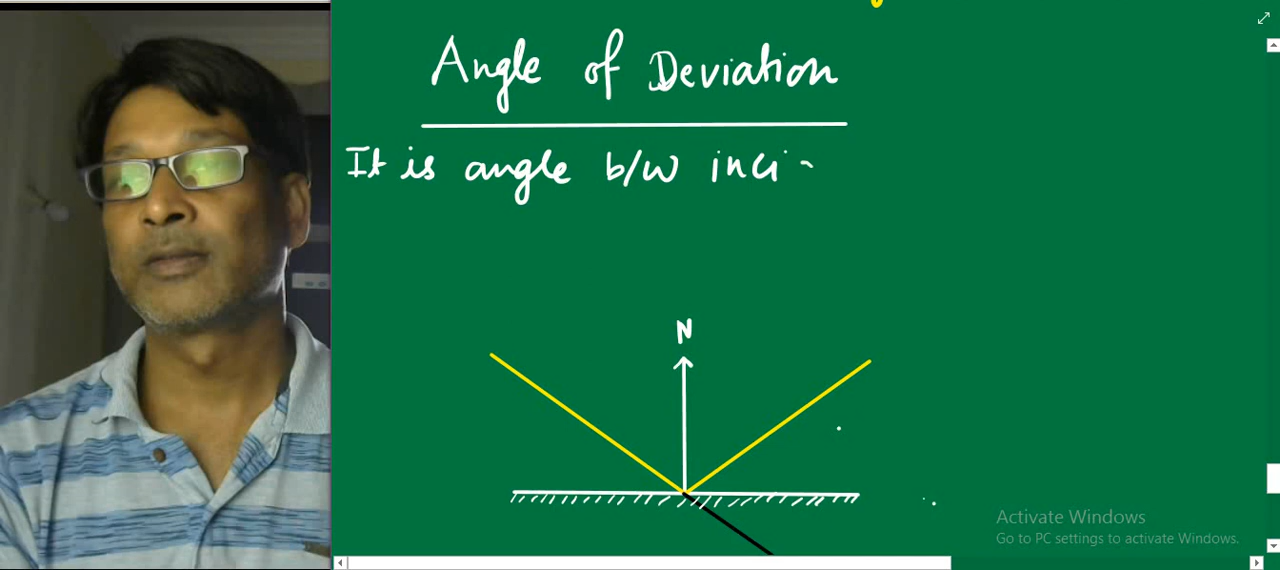 Angle of Deviation
It is angle b/w inci
N
Activate Windows
Go to PC settings to activate Windows.